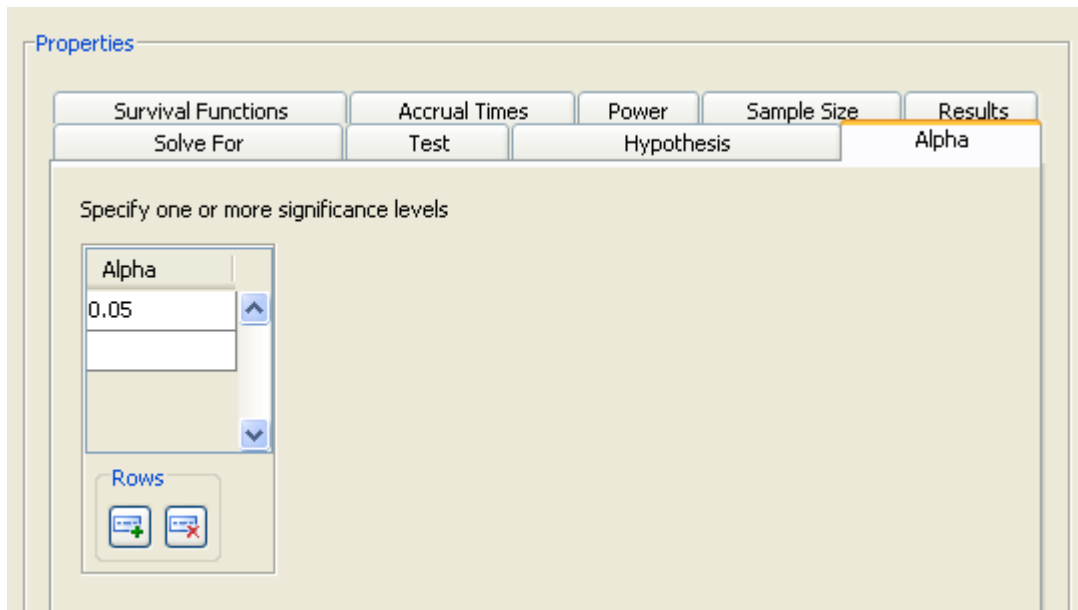 Properties
Survival Functions Accrual Times Power Sample Size Results
Solve For Test Hypothesis Alpha
Specify one or more significance levels
Alpha
0.05
Rows